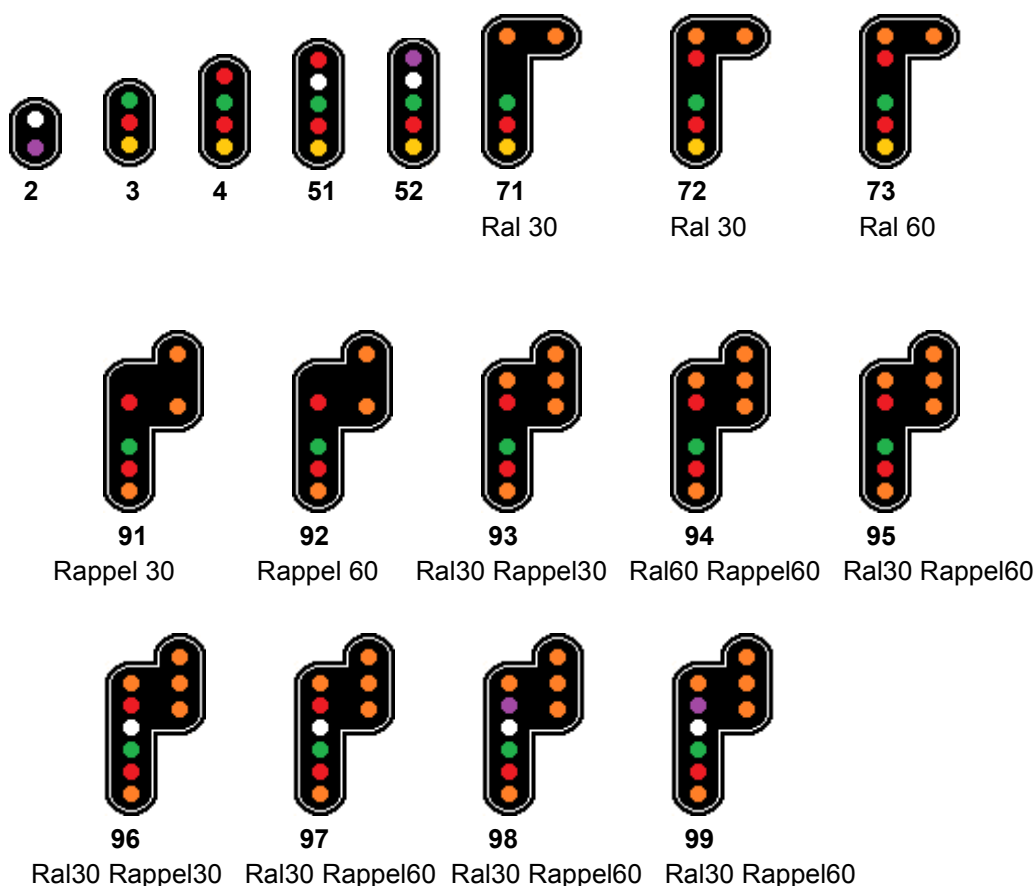 2 3 4 51 52 71 72 73
Ral 30 Ral 30 Ral 60
91 92 93 94 95
Rappel 30 Rappel 60 Ral30 Rappel30 Ral60 Rappel60 Ral30 Rappel60
96 97 98 99
Ral30 Rappel30 Ral30 Rappel60 Ral30 Rappel60 Ral30 Rappel60